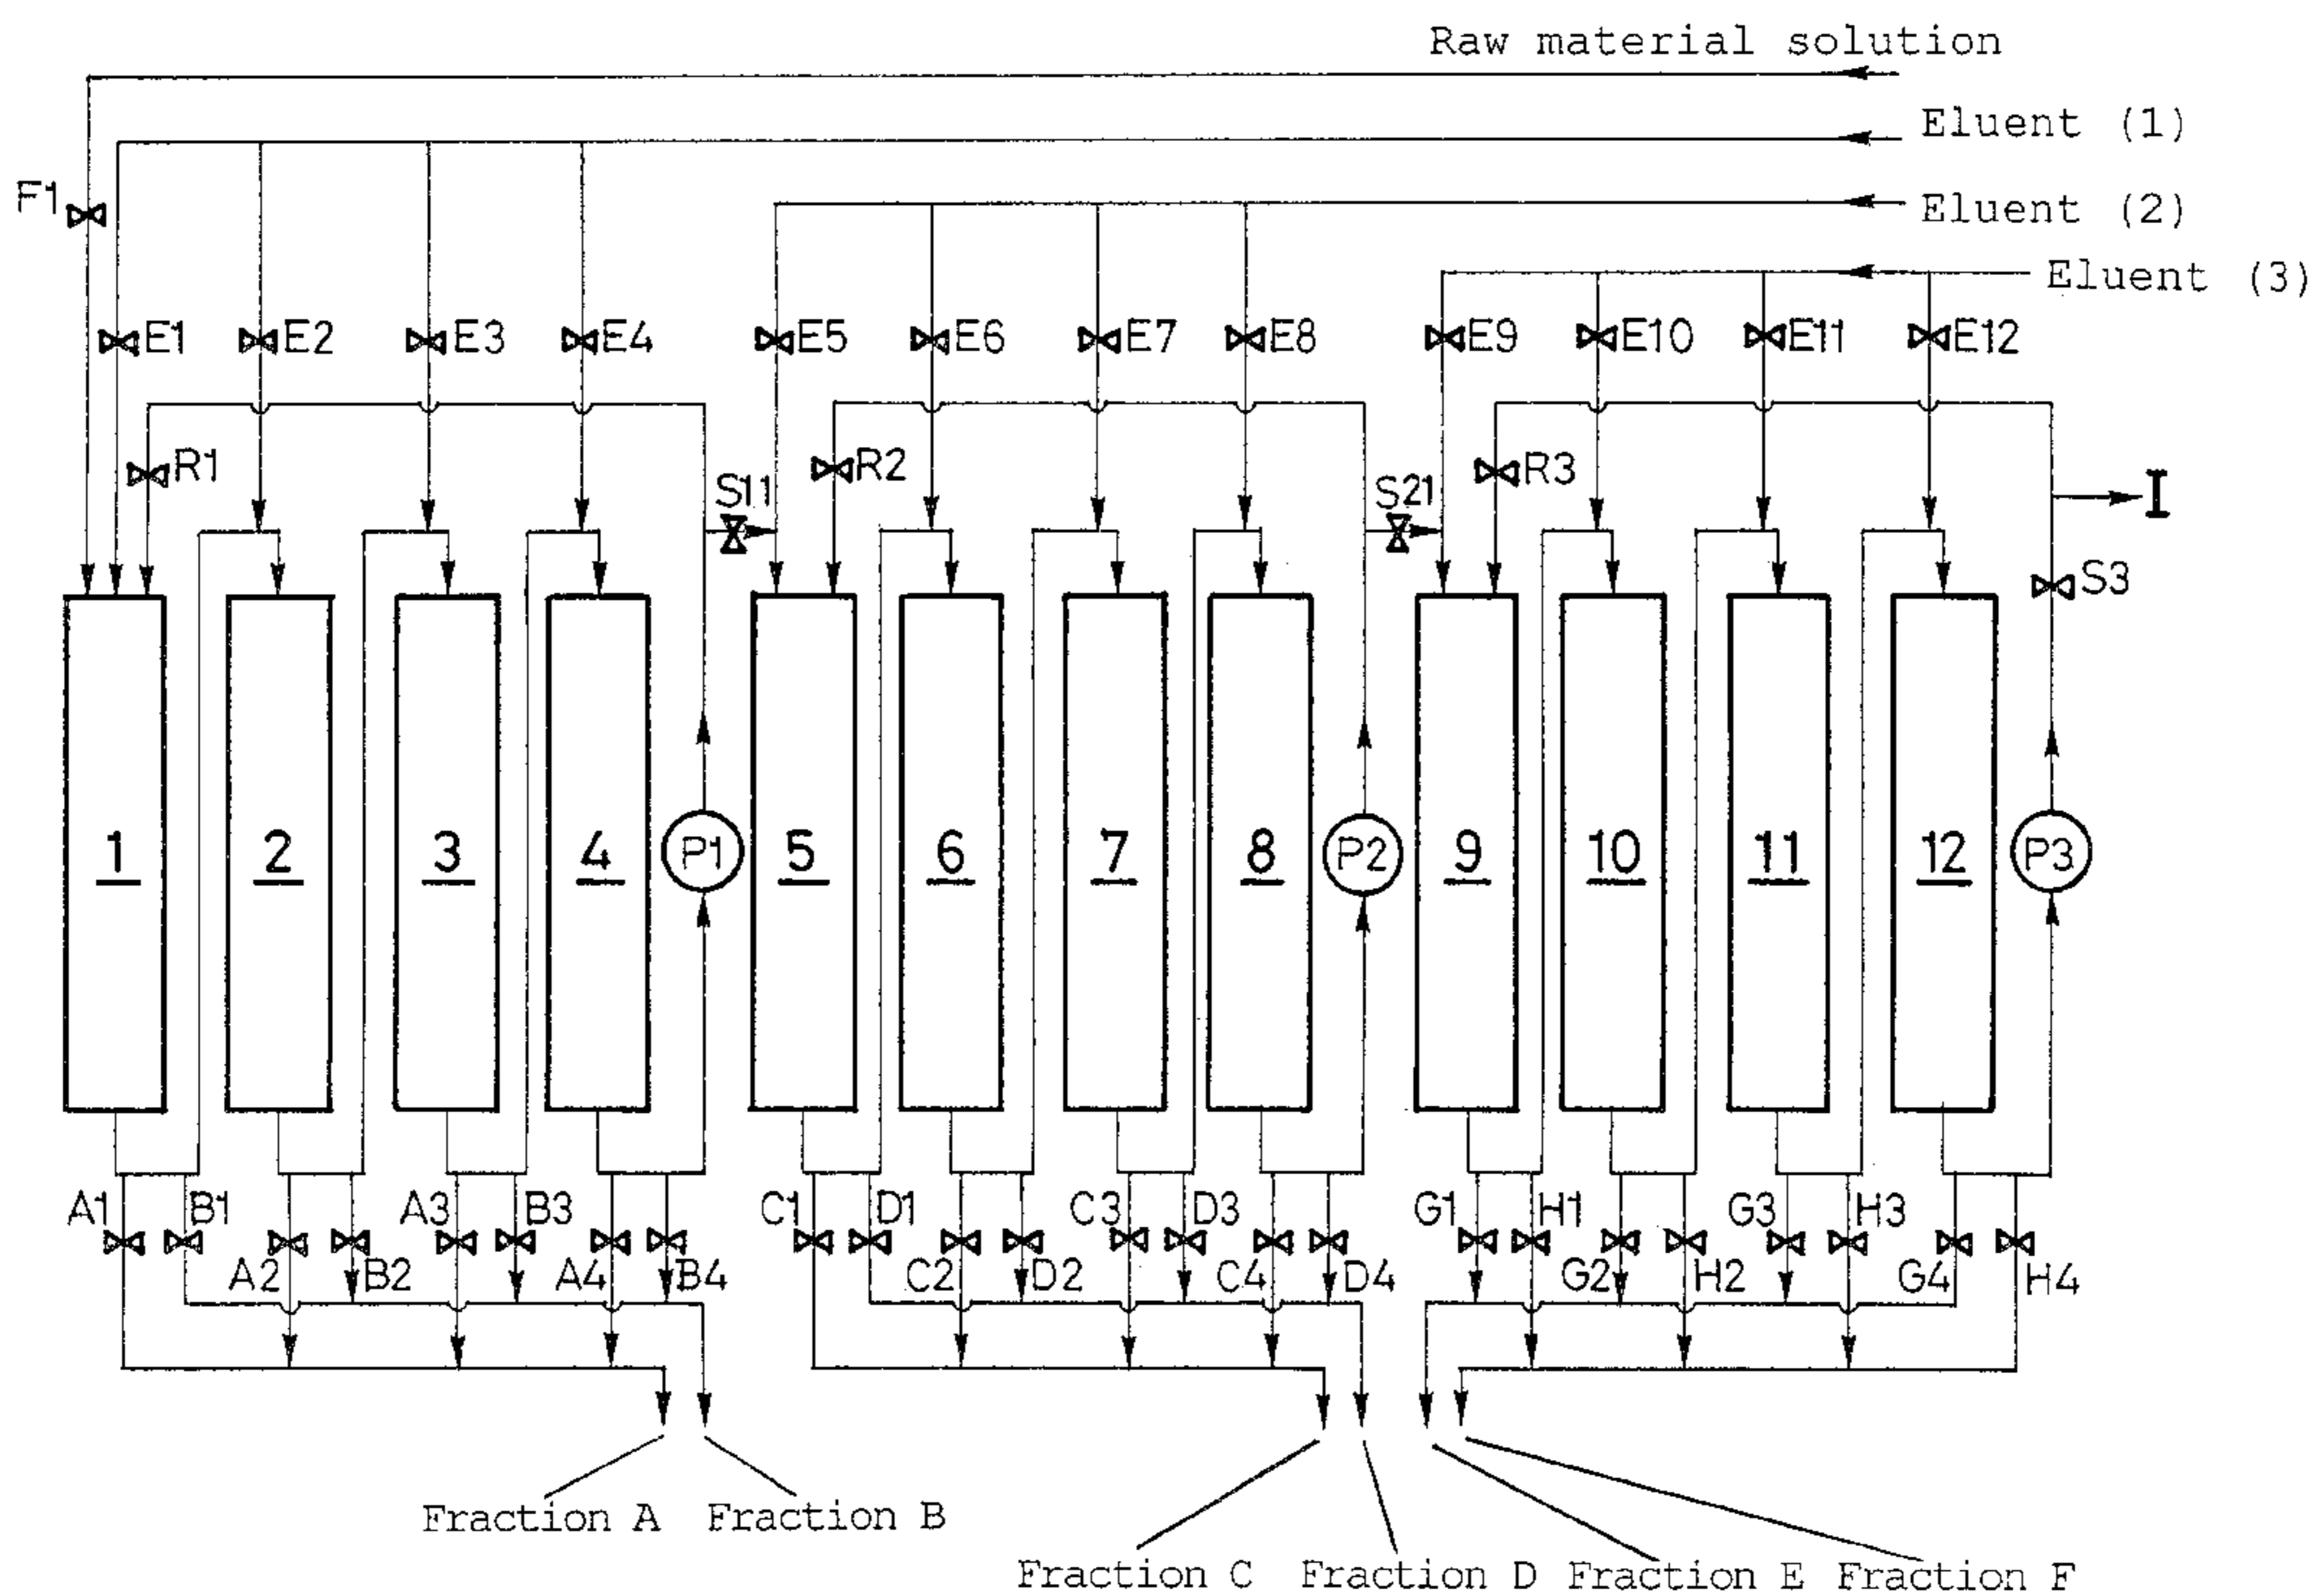 Raw material solution
Eluent (1)
F1
Eluent (2)
Eluent (3)
E1 E2 E3 E4 E5 E6 E7 E8 E9 E10 E11 E12
R1 S11 R2 S21 R3 I
S3
1 2 3 4 P1 5 6 7 8 P2 9 10 11 12 P3
A1 B1 A3 B3 C1 D1 C3 D3 G1 H1 G3 H3
A2 B2 A4 B4 C2 D2 C4 D4 G2 H2 G4 H4
Fraction A Fraction B
Fraction C Fraction D Fraction E Fraction F